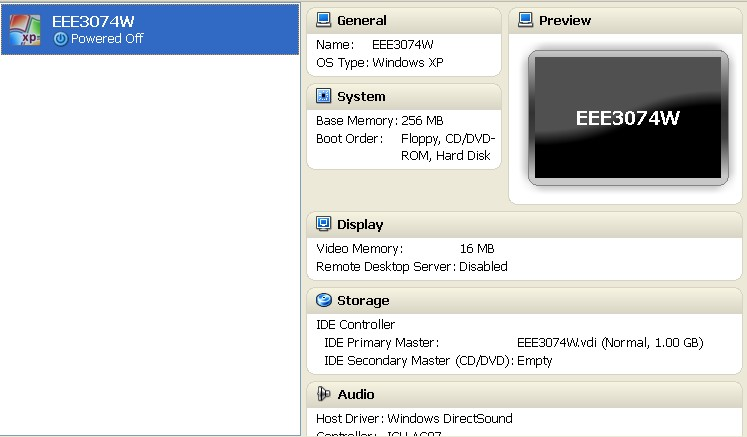 EEE3074W
Powered Off
xp
General
Name: EEE3074W
OS Type: Windows XP
System
Base Memory: 256 MB
Boot Order: Floppy, CD/DVD-
ROM, Hard Disk
Preview
EEE3074W
Display
Video Memory: 16 MB
Remote Desktop Server: Disabled
Storage
IDE Controller
IDE Primary Master: EEE3074W.vdi (Normal, 1.00 GB)
IDE Secondary Master (CD/DVD): Empty
Audio
Host Driver: Windows DirectSound
Controller: ICH AC97